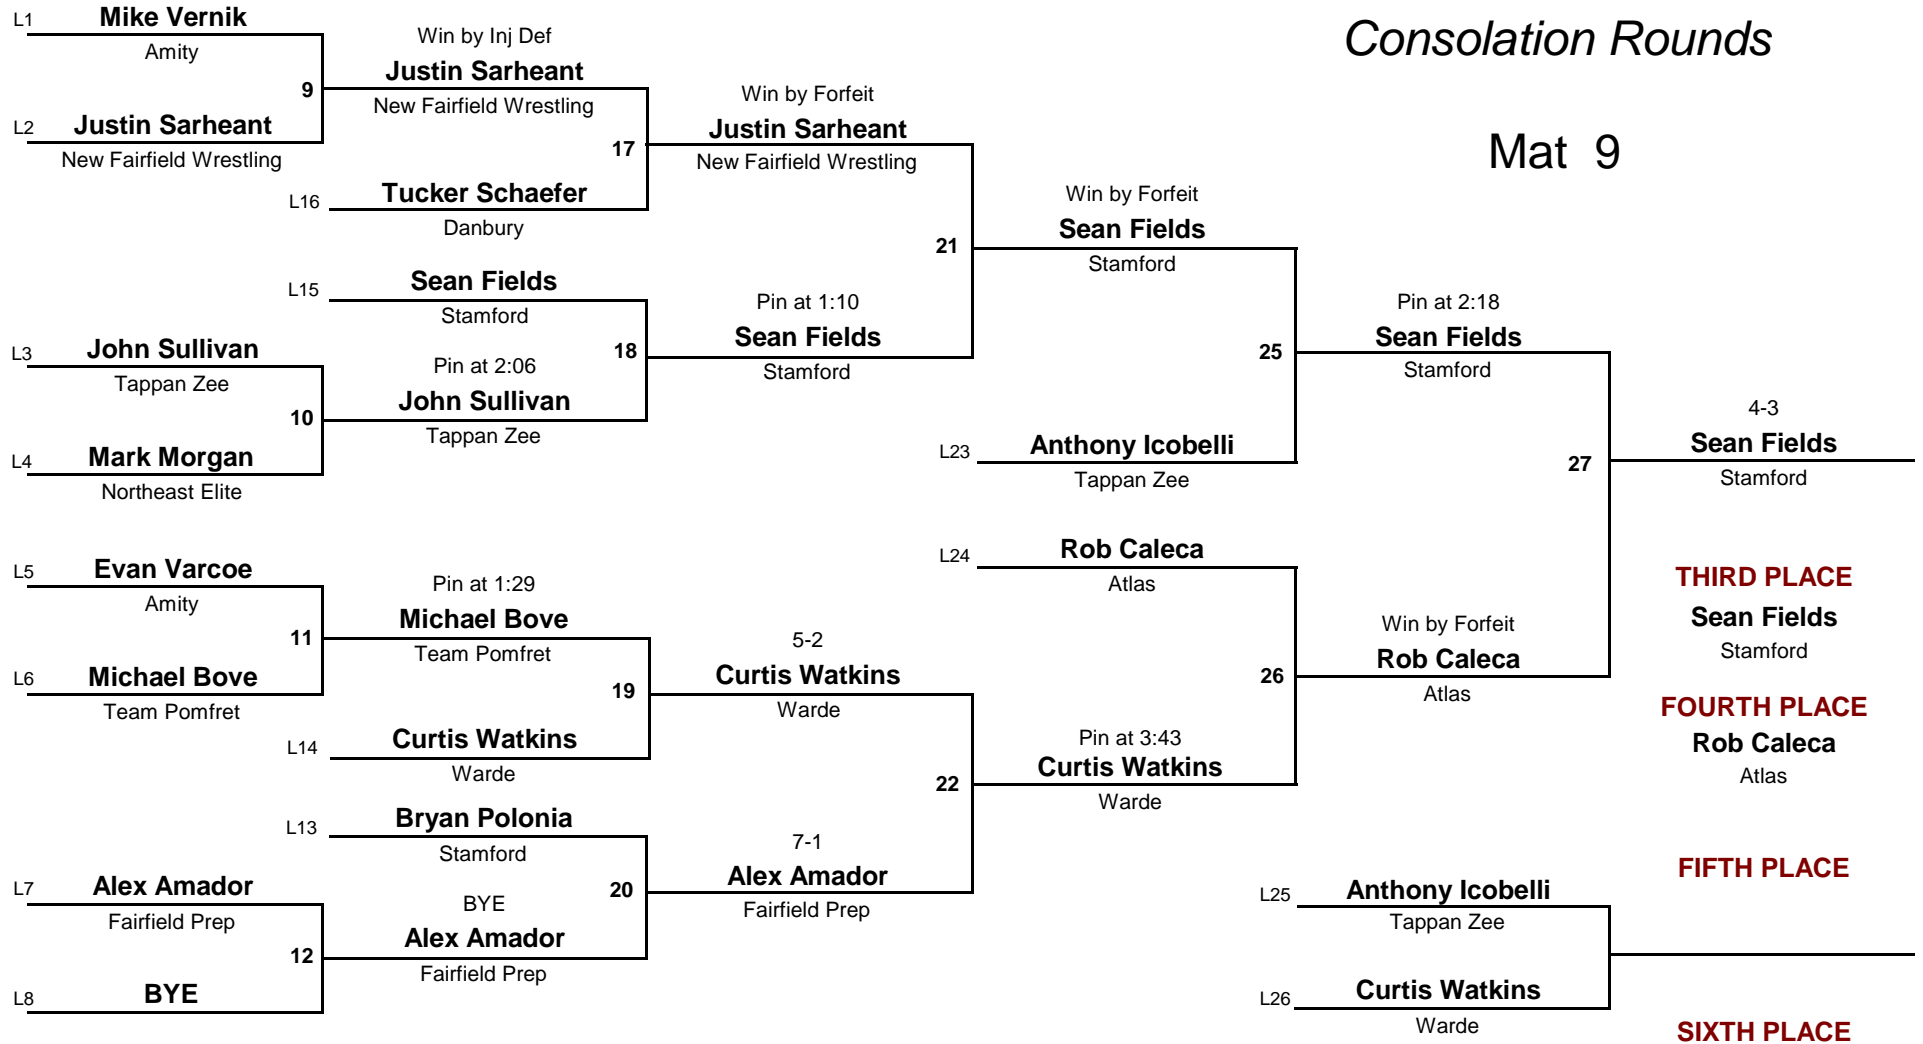 Consolation Rounds
Mat 9
L1 Mike Vernik
Amity
9
L2 Justin Sarheant
New Fairfield Wrestling
L3 John Sullivan
Tappan Zee
10
L4 Mark Morgan
Northeast Elite
L5 Evan Varcoe
Amity
11
L6 Michael Bove
Team Pomfret
L7 Alex Amador
Fairfield Prep
12
L8 BYE
Win by Inj Def
Justin Sarheant
New Fairfield Wrestling
17
L16 Tucker Schaefer
Danbury
L15 Sean Fields
Stamford
18
Pin at 2:06
John Sullivan
Tappan Zee
Pin at 1:29
Michael Bove
Team Pomfret
19
L14 Curtis Watkins
Warde
L13 Bryan Polonia
Stamford
20
BYE
Alex Amador
Fairfield Prep
Win by Forfeit
Justin Sarheant
New Fairfield Wrestling
21
Pin at 1:10
Sean Fields
Stamford
5-2
Curtis Watkins
Warde
22
7-1
Alex Amador
Fairfield Prep
Win by Forfeit
Sean Fields
Stamford
25
L23 Anthony Icobelli
Tappan Zee
L24 Rob Caleca
Atlas
26
Pin at 3:43
Curtis Watkins
Warde
Pin at 2:18
Sean Fields
Stamford
27
Win by Forfeit
Rob Caleca
Atlas
L25 Anthony Icobelli
Tappan Zee
L26 Curtis Watkins
Warde
4-3
Sean Fields
Stamford
THIRD PLACE
Sean Fields
Stamford
FOURTH PLACE
Rob Caleca
Atlas
FIFTH PLACE
SIXTH PLACE